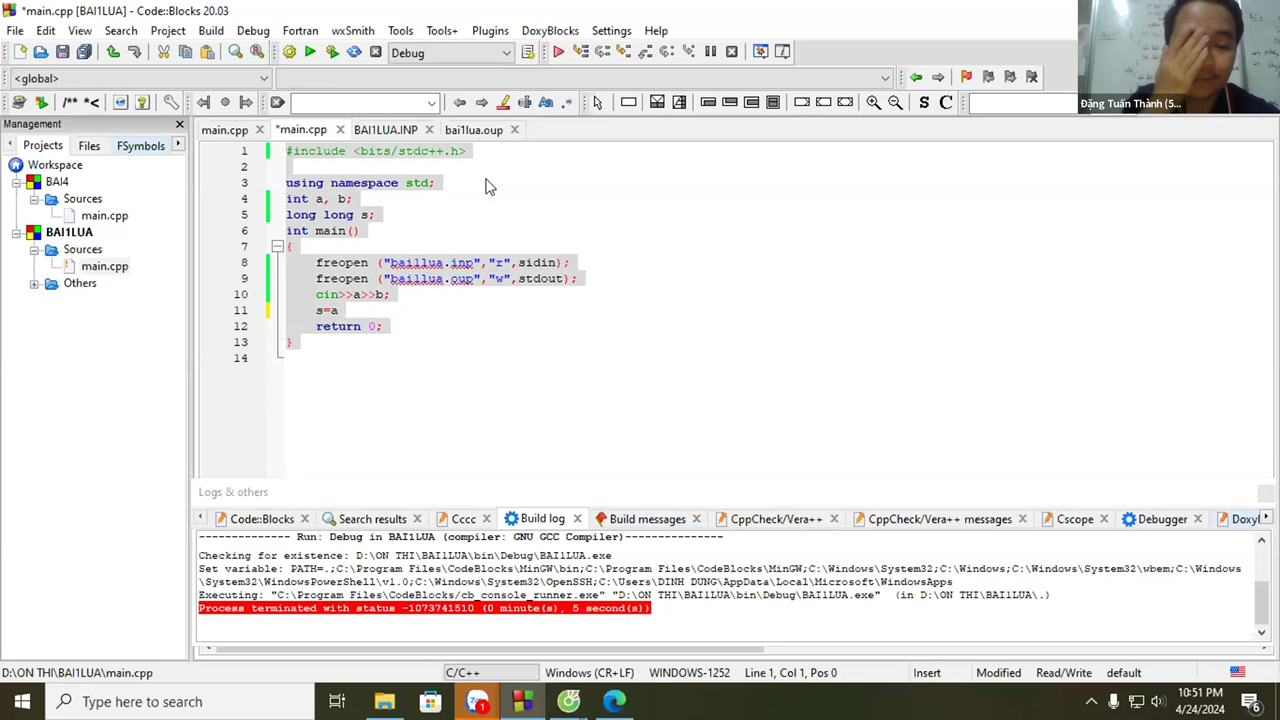 *main.cpp [BAI1LUA] - Code::Blocks 20.03
File Edit View Search Project Build Debug Fortran wxSmith Tools Tools+ Plugins DoxyBlocks Settings Help
Debug
<global>
/** *< S C
Đặng Tuấn Thành (5...
Management
main.cpp *main.cpp BAI1LUA.INP bai1lua.oup
Projects Files FSymbols
Workspace
BAI4
Sources
main.cpp
BAI1LUA
Sources
main.cpp
Others
1 #include <bits/stdc++.h>
2
3 using namespace std;
4 int a, b;
5 long long s;
6 int main()
7 {
8 freopen ("bai1lua.inp","r",sidin);
9 freopen ("bai1lua.oup","w",stdout);
10 cin>>a>>b;
11 s=a
12 return 0;
13 }
14
Logs & others
Code::Blocks Search results Cccc Build log Build messages CppCheck/Vera++ CppCheck/Vera++ messages Cscope Debugger Doxyl
-------------- Run: Debug in BAI1LUA (compiler: GNU GCC Compiler)---------------
Checking for existence: D:\ON THI\BAI1LUA\bin\Debug\BAI1LUA.exe
Set variable: PATH=.;C:\Program Files\CodeBlocks\MinGW\bin;C:\Program Files\CodeBlocks\MinGW;C:\Windows\System32;C:\Windows;C:\Windows\System32\wbem;C:\Windows
\System32\WindowsPowerShell\v1.0;C:\Windows\System32\OpenSSH;C:\Users\DINH DUNG\AppData\Local\Microsoft\WindowsApps
Executing: "C:\Program Files\CodeBlocks/cb_console_runner.exe" "D:\ON THI\BAI1LUA\bin\Debug\BAI1LUA.exe" (in D:\ON THI\BAI1LUA\.)
Process terminated with status -1073741510 (0 minute(s), 5 second(s))
D:\ON THI\BAI1LUA\main.cpp C/C++ Windows (CR+LF) WINDOWS-1252 Line 1, Col 1, Pos 0 Insert Modified Read/Write default
Type here to search
1
10:51 PM
4/24/2024
6